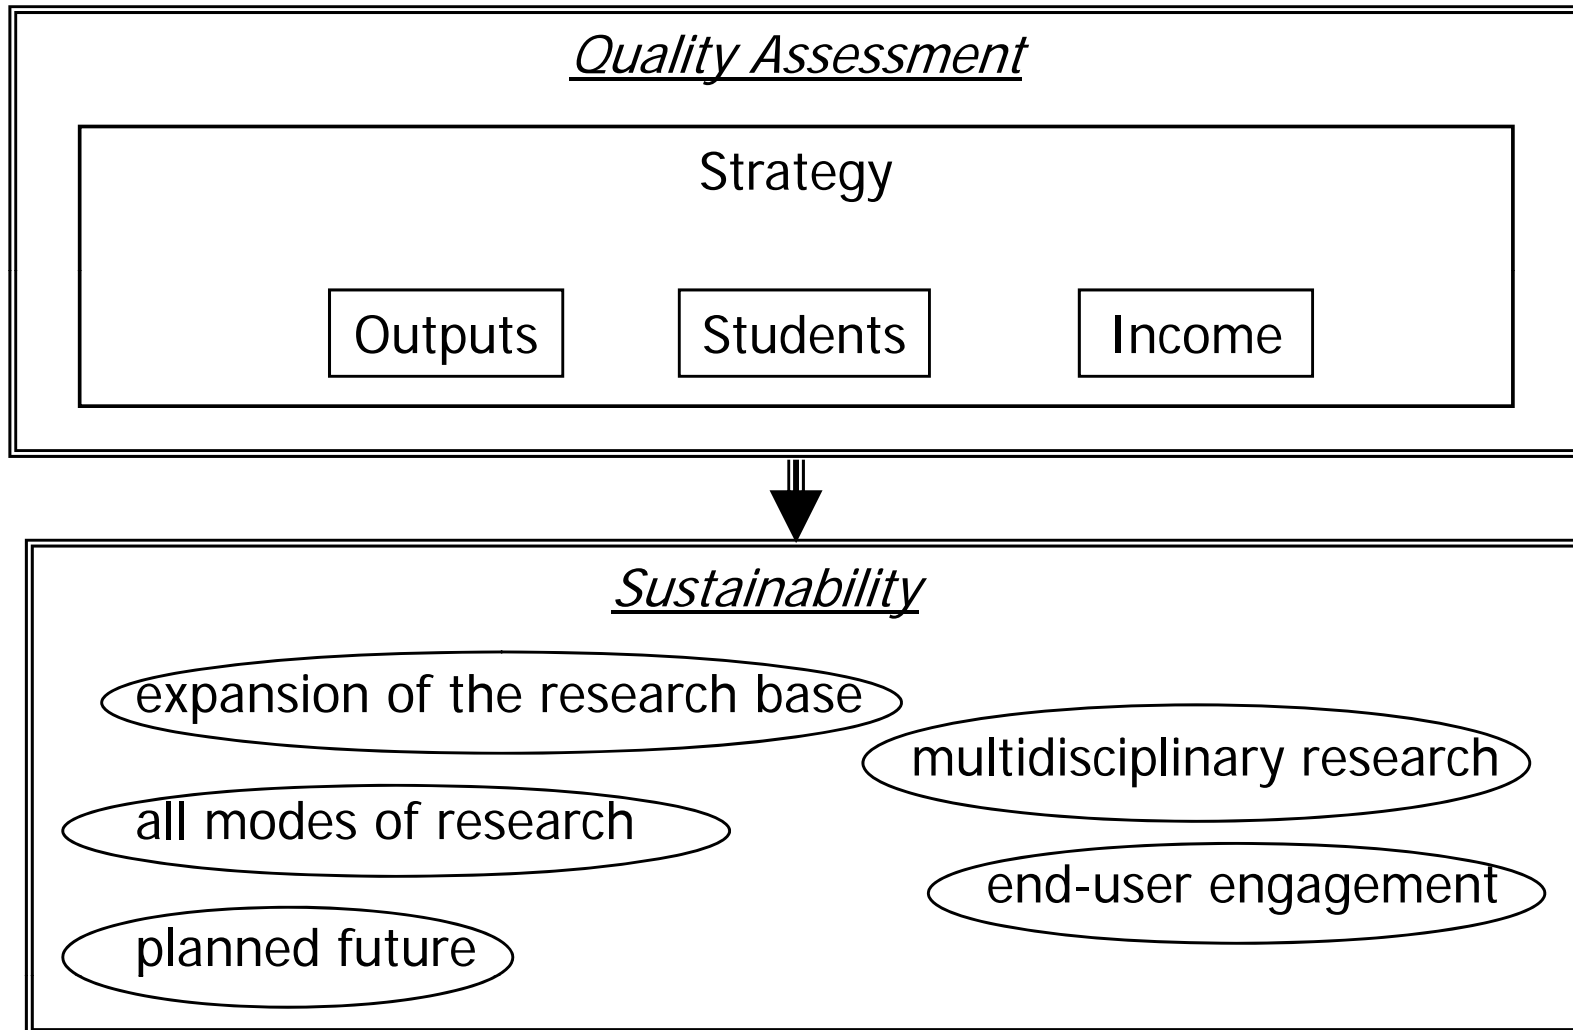 Quality Assessment
Strategy
Outputs
Students
Income
Sustainability
expansion of the research base
multidisciplinary research
all modes of research
end-user engagement
planned future